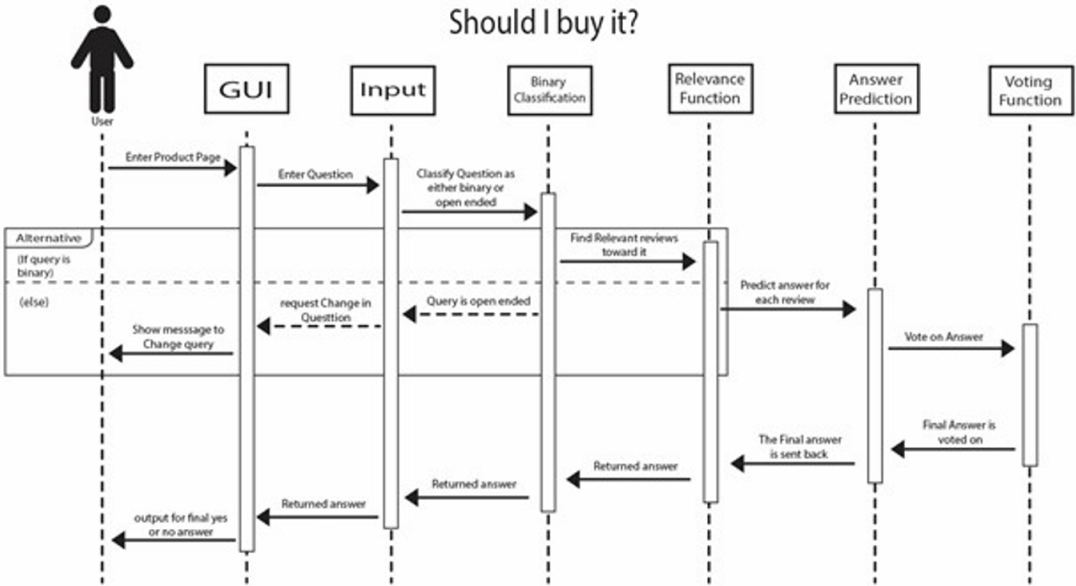 Should I buy it?
User
GUI
Input
Binary
Classification
Relevance
Function
Answer
Prediction
Voting
Function
Enter Product Page
Enter Question
Classify Question as
either binary or
open ended
Alternative
(If query is
binary)
Find Relevant reviews
toward it
(else)
Predict answer for
each review
Query is open ended
request Change in
Questtion
Show messsage to
Change query
Vote on Answer
Final Answer is
voted on
The Final answer
is sent back
Returned answer
Returned answer
Returned answer
output for final yes
or no answer